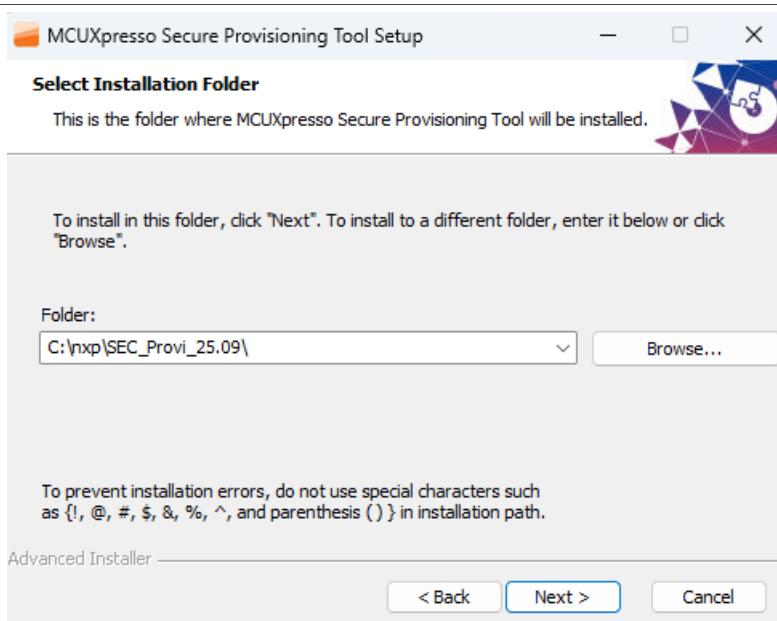 MCUXpresso Secure Provisioning Tool Setup
Select Installation Folder
This is the folder where MCUXpresso Secure Provisioning Tool will be installed.
To install in this folder, click "Next". To install to a different folder, enter it below or click
"Browse".
Folder:
C:\nxp\SEC_Provi_25.09\
Browse...
To prevent installation errors, do not use special characters such
as {!, @, #, $, &, %, ^, and parenthesis ( ) } in installation path.
Advanced Installer
< Back
Next >
Cancel